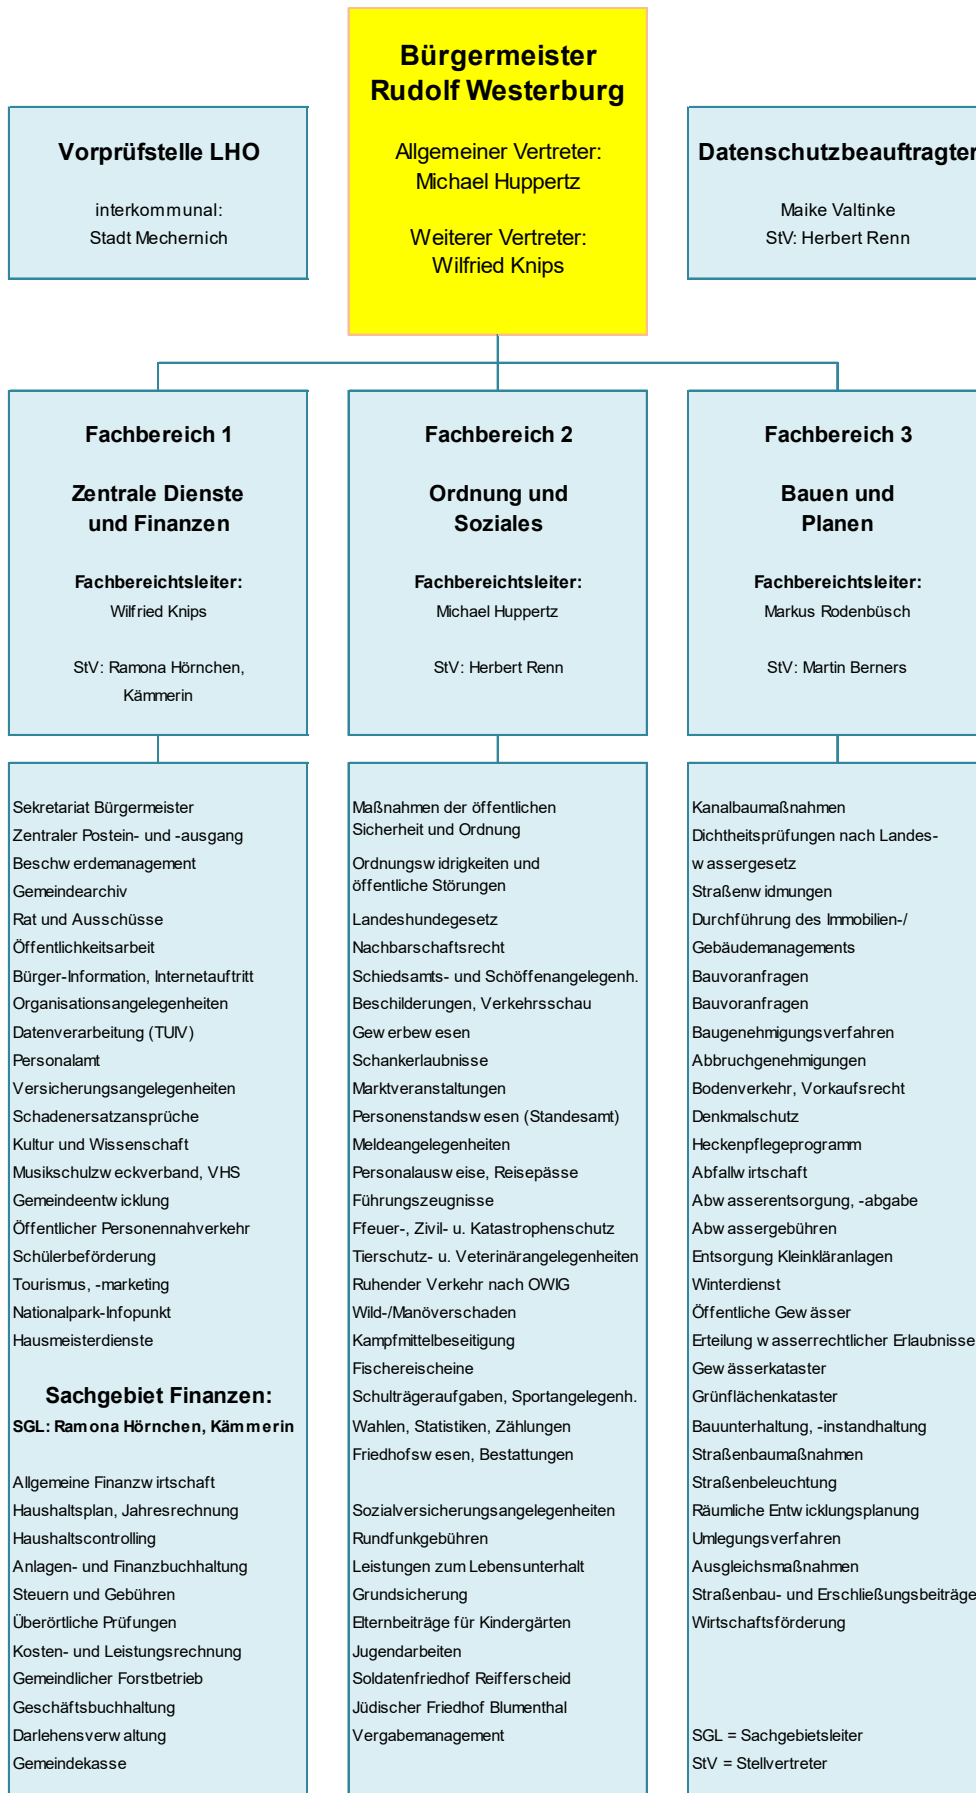 Bürgermeister
Rudolf Westerburg
Allgemeiner Vertreter:
Michael Huppertz
Weiterer Vertreter:
Wilfried Knips
Vorprüfstelle LHO
interkommunal:
Stadt Mechernich
Datenschutzbeauftragter
Maike Valtinke
StV: Herbert Renn
Fachbereich 1
Zentrale Dienste
und Finanzen
Fachbereichtsleiter:
Wilfried Knips
StV: Ramona Hörnchen,
Kämmerin
Fachbereich 2
Ordnung und
Soziales
Fachbereichtsleiter:
Michael Huppertz
StV: Herbert Renn
Fachbereich 3
Bauen und
Planen
Fachbereichtsleiter:
Markus Rodenbüsch
StV: Martin Berners
Sekretariat Bürgermeister
Zentraler Postein- und -ausgang
Beschwerdemanagement
Gemeindearchiv
Rat und Ausschüsse
Öffentlichkeitsarbeit
Bürger-Information, Internetauftritt
Organisationsangelegenheiten
Datenverarbeitung (TUIV)
Personalamt
Versicherungsangelegenheiten
Schadenersatzansprüche
Kultur und Wissenschaft
Musikschulzweckverband, VHS
Gemeindeentwicklung
Öffentlicher Personennahverkehr
Schülerbeförderung
Tourismus, -marketing
Nationalpark-Infopunkt
Hausmeisterdienste
Sachgebiet Finanzen:
SGL: Ramona Hörnchen, Kämmerin
Allgemeine Finanzwirtschaft
Haushaltsplan, Jahresrechnung
Haushaltscontrolling
Anlagen- und Finanzbuchhaltung
Steuern und Gebühren
Überörtliche Prüfungen
Kosten- und Leistungsrechnung
Gemeindlicher Forstbetrieb
Geschäftsbuchhaltung
Darlehensverwaltung
Gemeindekasse
Maßnahmen der öffentlichen
Sicherheit und Ordnung
Ordnungswidrigkeiten und
öffentliche Störungen
Landeshundegesetz
Nachbarschaftsrecht
Schiedsamts- und Schöffenangelegenh.
Beschilderungen, Verkehrsschau
Gewerbewesen
Schankerlaubnisse
Marktveranstaltungen
Personenstandswesen (Standesamt)
Meldeangelegenheiten
Personalausweise, Reisepässe
Führungszeugnisse
Ffeuer-, Zivil- u. Katastrophenschutz
Tierschutz- u. Veterinärangelegenheiten
Ruhender Verkehr nach OWIG
Wild-/Manöverschaden
Kampfmittelbeseitigung
Fischereischeine
Schulträgeraufgaben, Sportangelegenh.
Wahlen, Statistiken, Zählungen
Friedhofswesen, Bestattungen
Sozialversicherungsangelegenheiten
Rundfunkgebühren
Leistungen zum Lebensunterhalt
Grundsicherung
Elternbeiträge für Kindergärten
Jugendarbeiten
Soldatenfriedhof Reifferscheid
Jüdischer Friedhof Blumenthal
Vergabemanagement
Kanalbaumaßnahmen
Dichtheitsprüfungen nach Landes-
wassergesetz
Straßenwidmungen
Durchführung des Immobilien-/
Gebäudemanagements
Bauvoranfragen
Bauvoranfragen
Baugenehmigungsverfahren
Abbruchgenehmigungen
Bodenverkehr, Vorkaufsrecht
Denkmalschutz
Heckenpflegeprogramm
Abfallwirtschaft
Abwasserentsorgung, -abgabe
Abwassergebühren
Entsorgung Kleinkläranlagen
Winterdienst
Öffentliche Gewässer
Erteilung wasserrechtlicher Erlaubnisse
Gewässerkataster
Grünflächenkataster
Bauunterhaltung, -instandhaltung
Straßenbaumaßnahmen
Straßenbeleuchtung
Räumliche Entwicklungsplanung
Umlegungsverfahren
Ausgleichsmaßnahmen
Straßenbau- und Erschließungsbeiträge
Wirtschaftsförderung
SGL = Sachgebietsleiter
StV = Stellvertreter